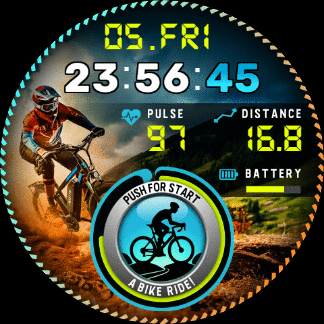 05.FRI
23:56:45
PULSE
97
DISTANCE
16.8
BATTERY
PUSH FOR START
A BIKE RIDE!